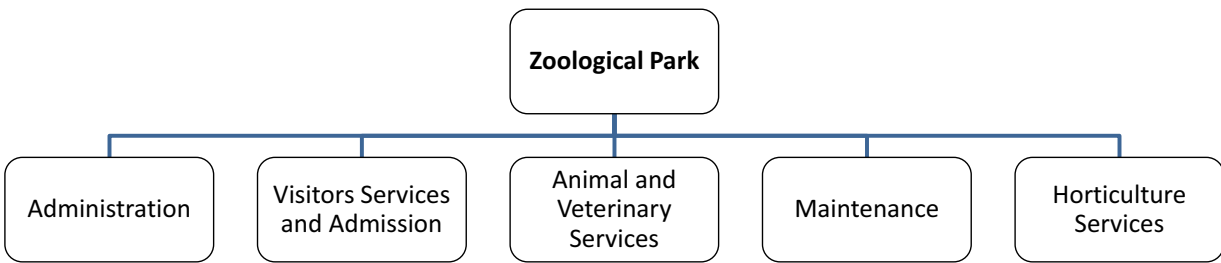 Zoological Park
Administration
Visitors Services
and Admission
Animal and
Veterinary
Services
Maintenance
Horticulture
Services